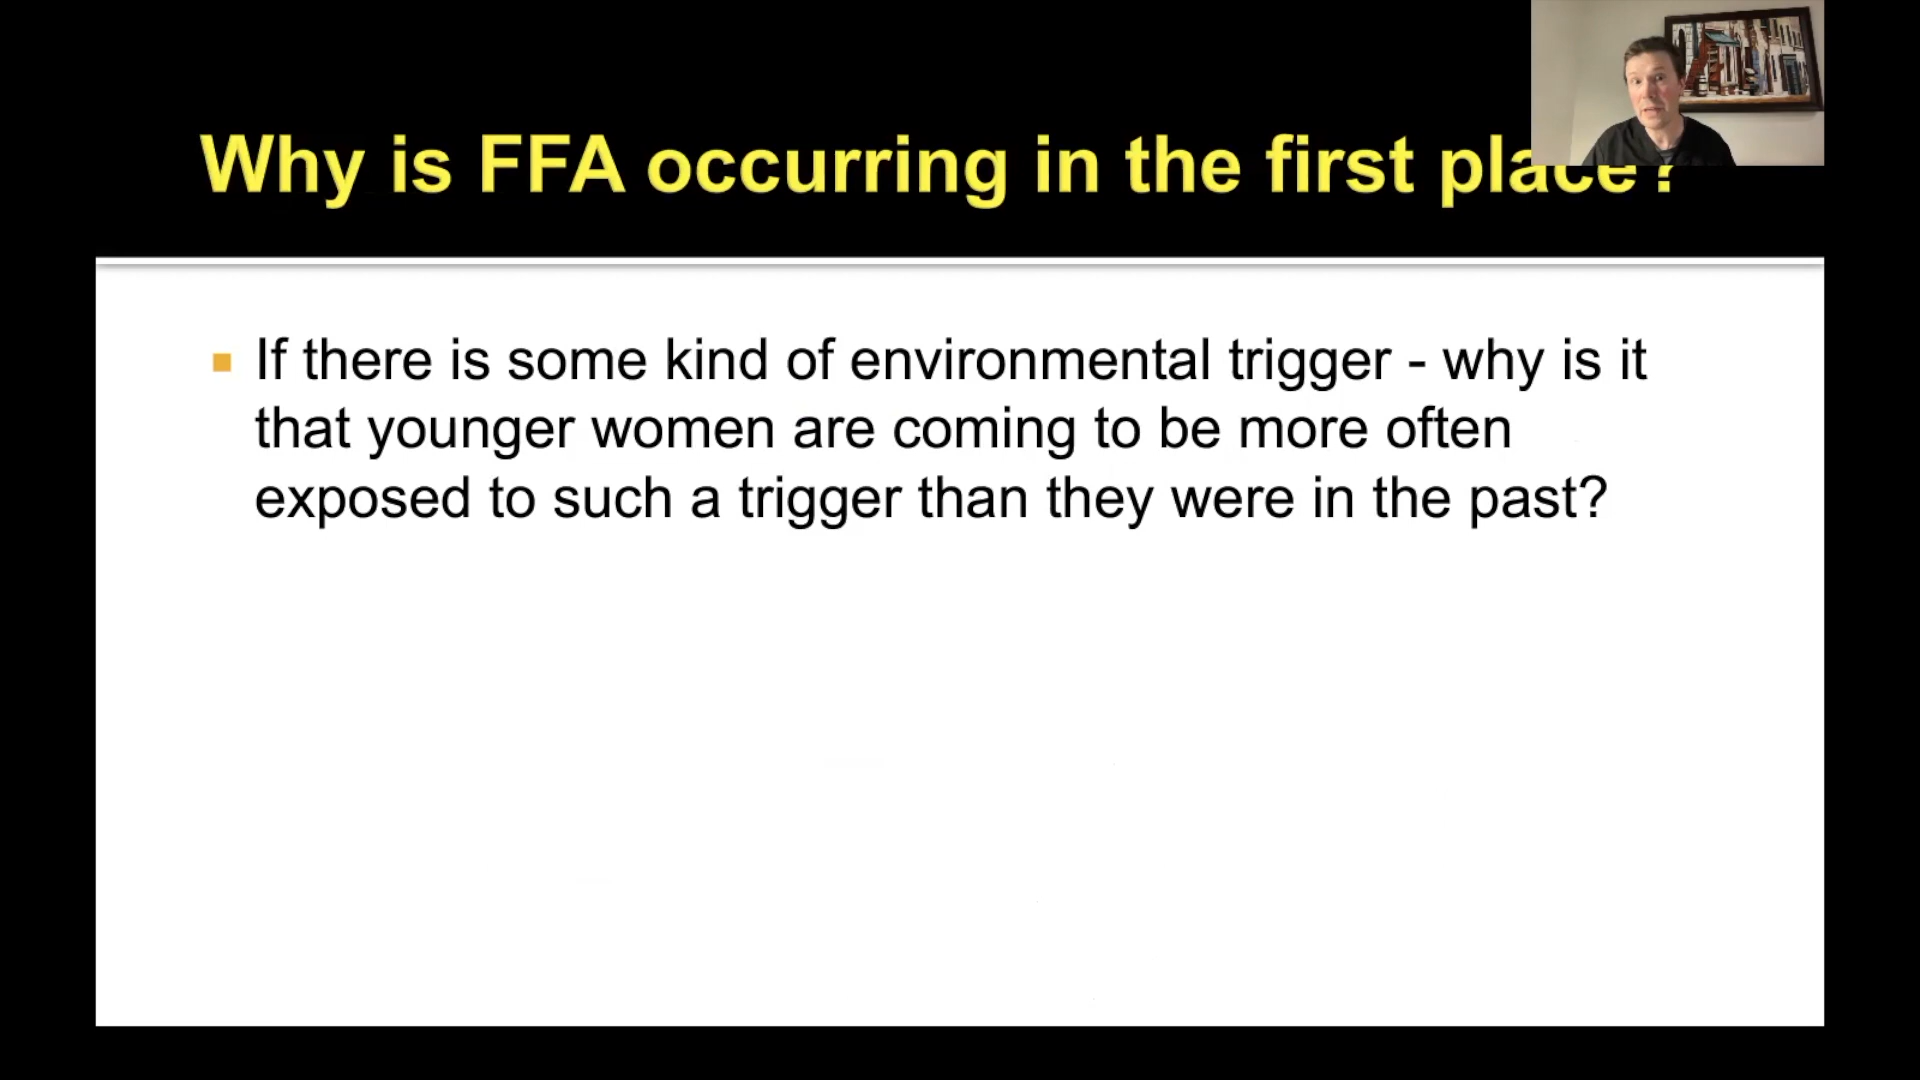 Why is FFA occurring in the first place?
If there is some kind of environmental trigger - why is it
that younger women are coming to be more often
exposed to such a trigger than they were in the past?